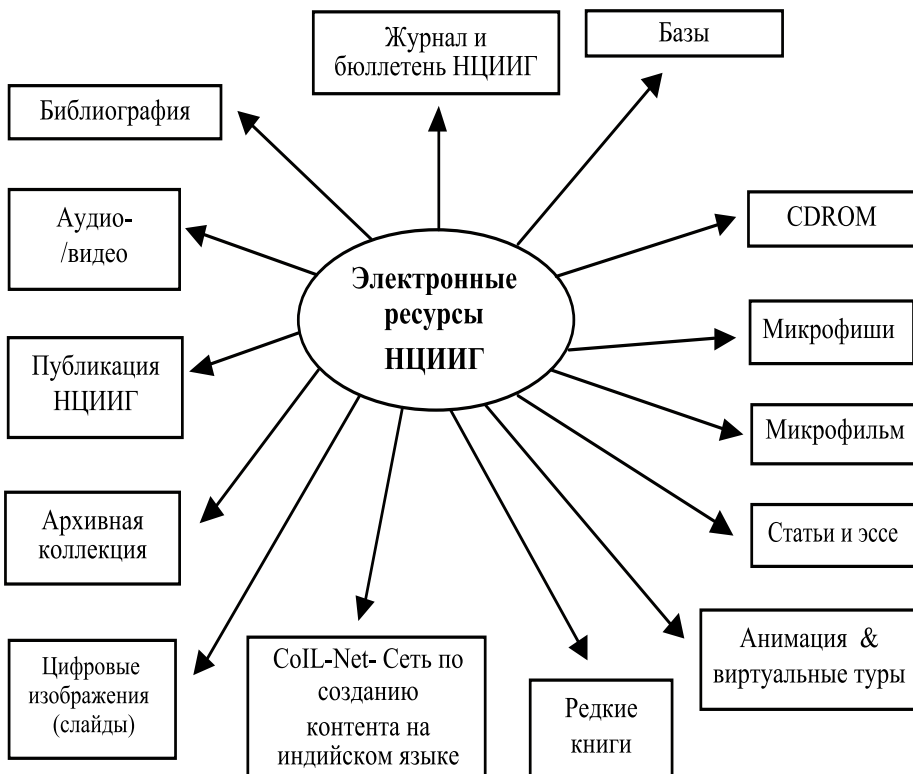 Журнал и
бюллетень НЦИИГ
Базы
Библиография
Аудио-
/видео
CDROM
Электронные
ресурсы
НЦИИГ
Микрофиши
Публикация
НЦИИГ
Микрофильм
Архивная
коллекция
Статьи и эссе
Анимация &
виртуальные туры
Цифровые
изображения
(слайды)
CoIL-Net- Сеть по
созданию
контента на
индийском языке
Редкие
книги